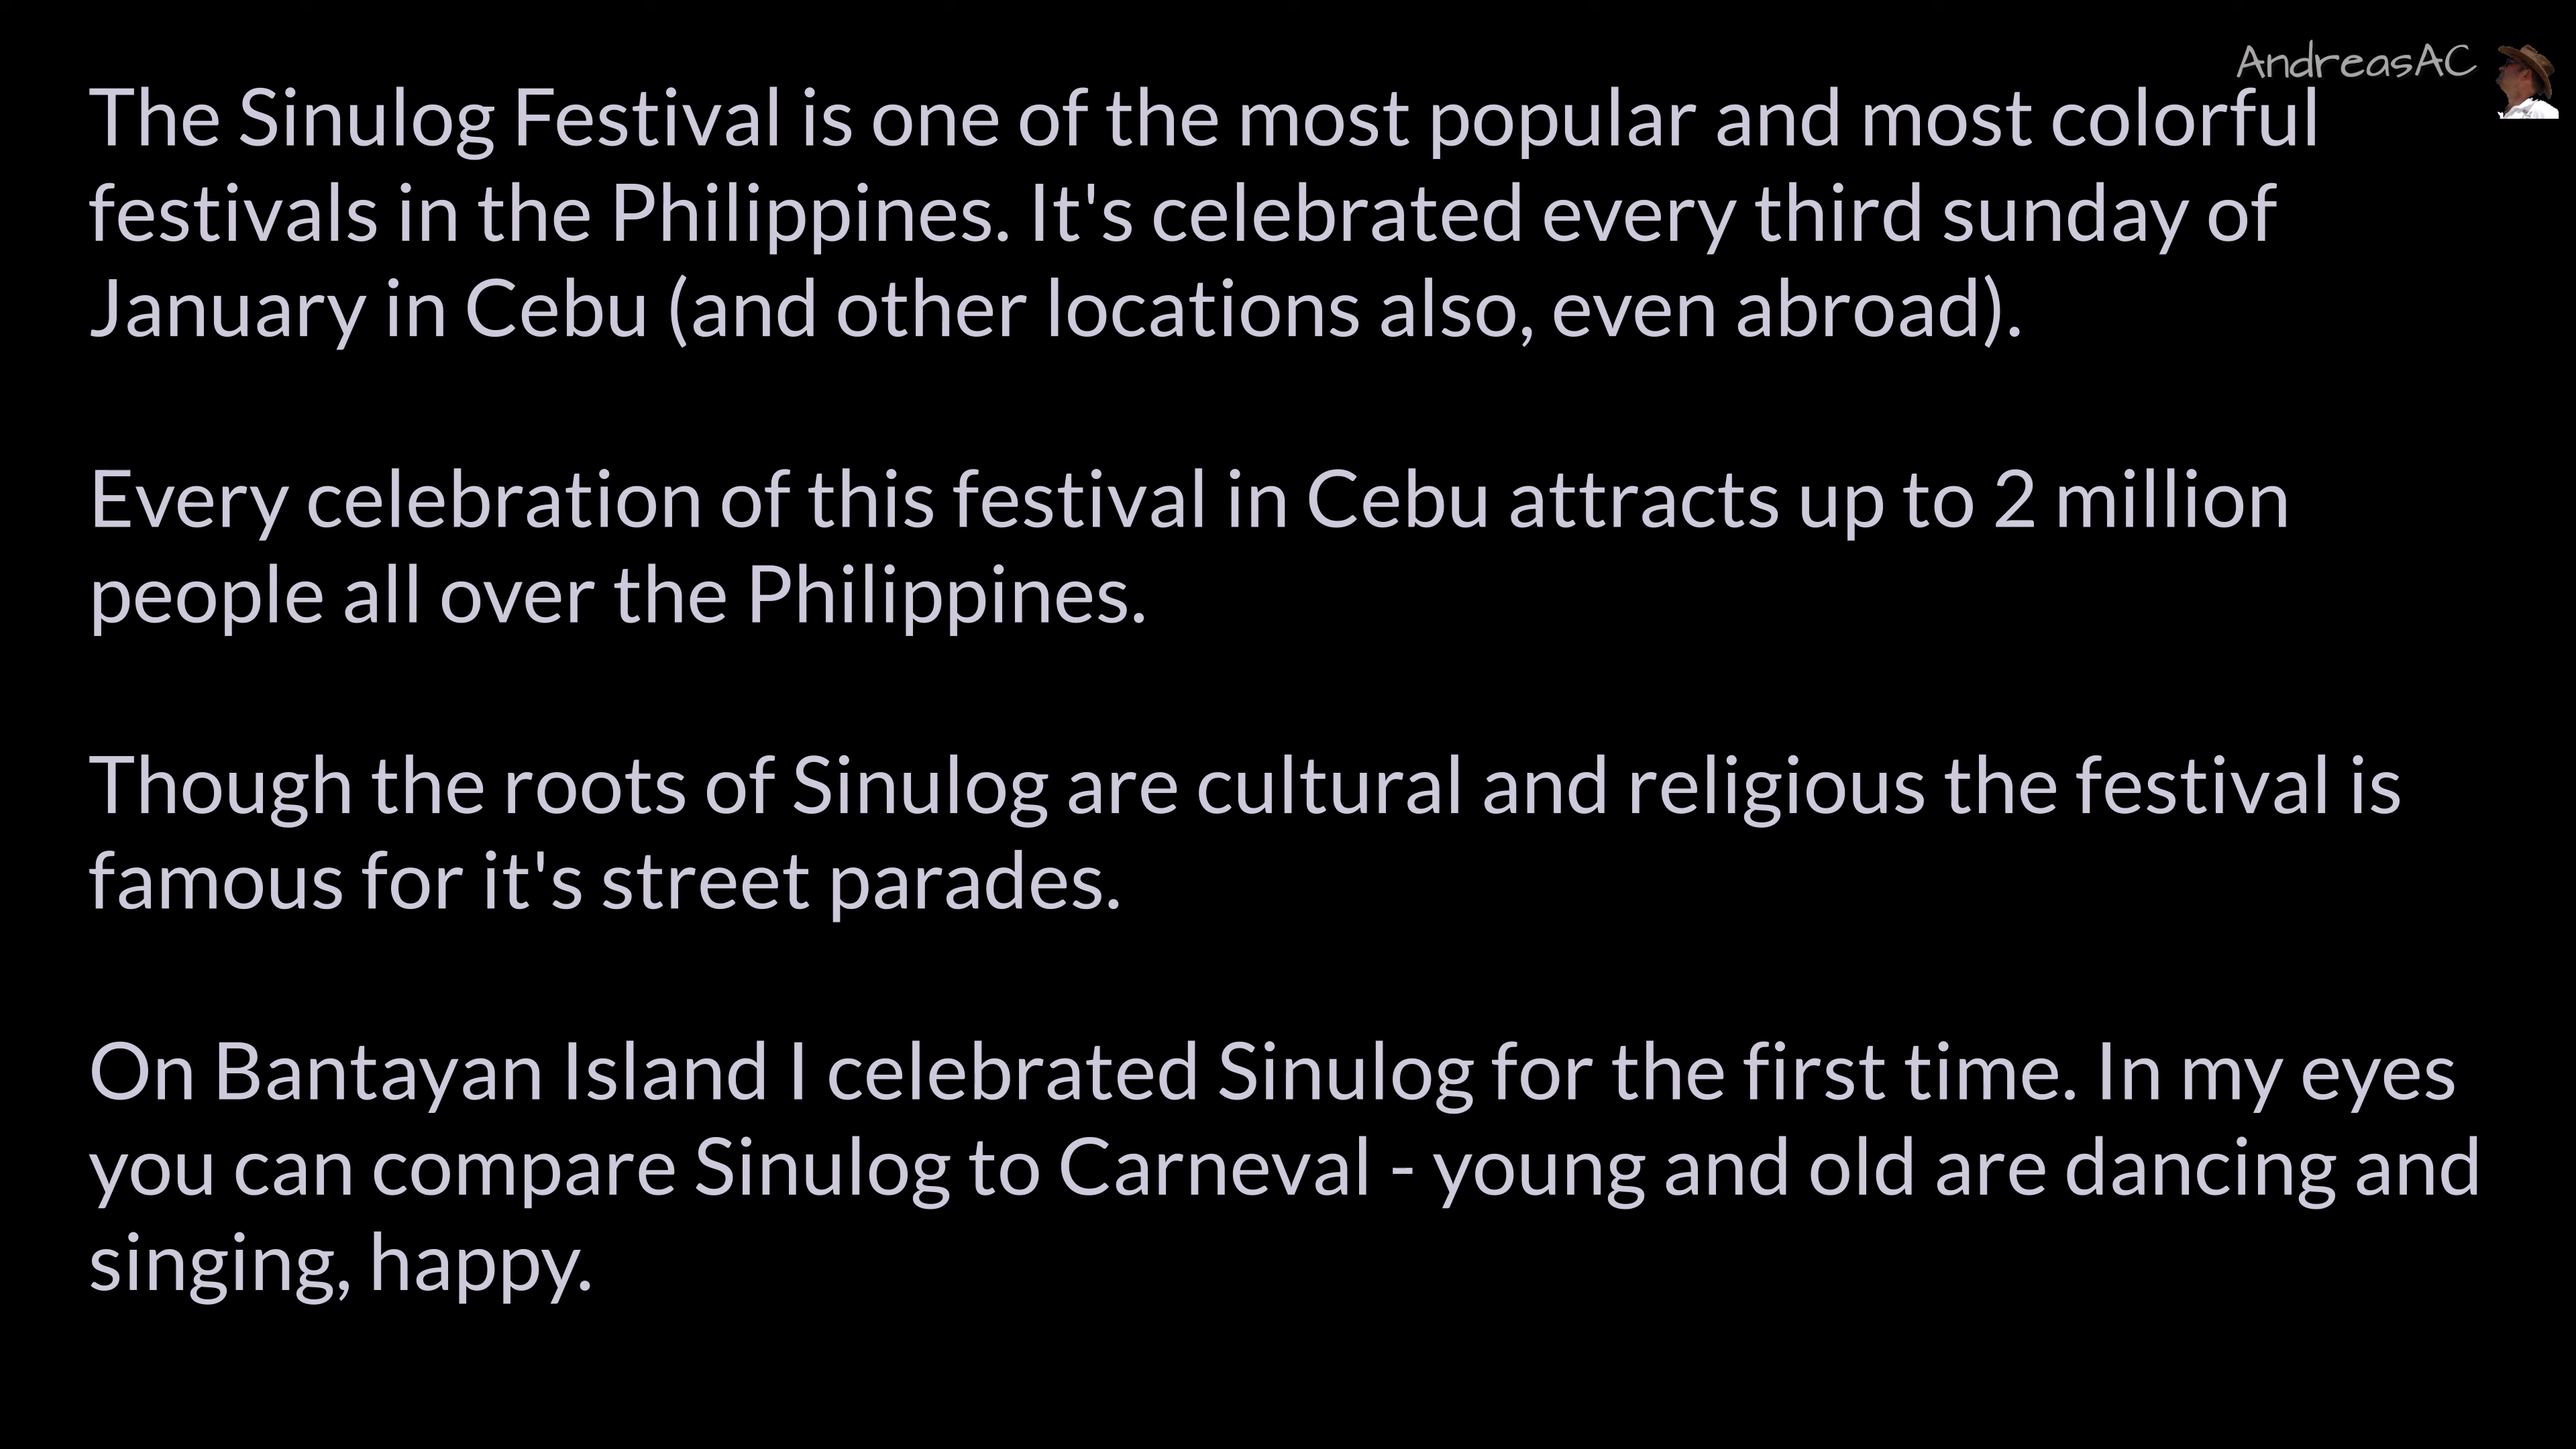 AndreasAC
The Sinulog Festival is one of the most popular and most colorful
festivals in the Philippines. It's celebrated every third sunday of
January in Cebu (and other locations also, even abroad).
Every celebration of this festival in Cebu attracts up to 2 million
people all over the Philippines.
Though the roots of Sinulog are cultural and religious the festival is
famous for it's street parades.
On Bantayan Island I celebrated Sinulog for the first time. In my eyes
you can compare Sinulog to Carneval - young and old are dancing and
singing, happy.